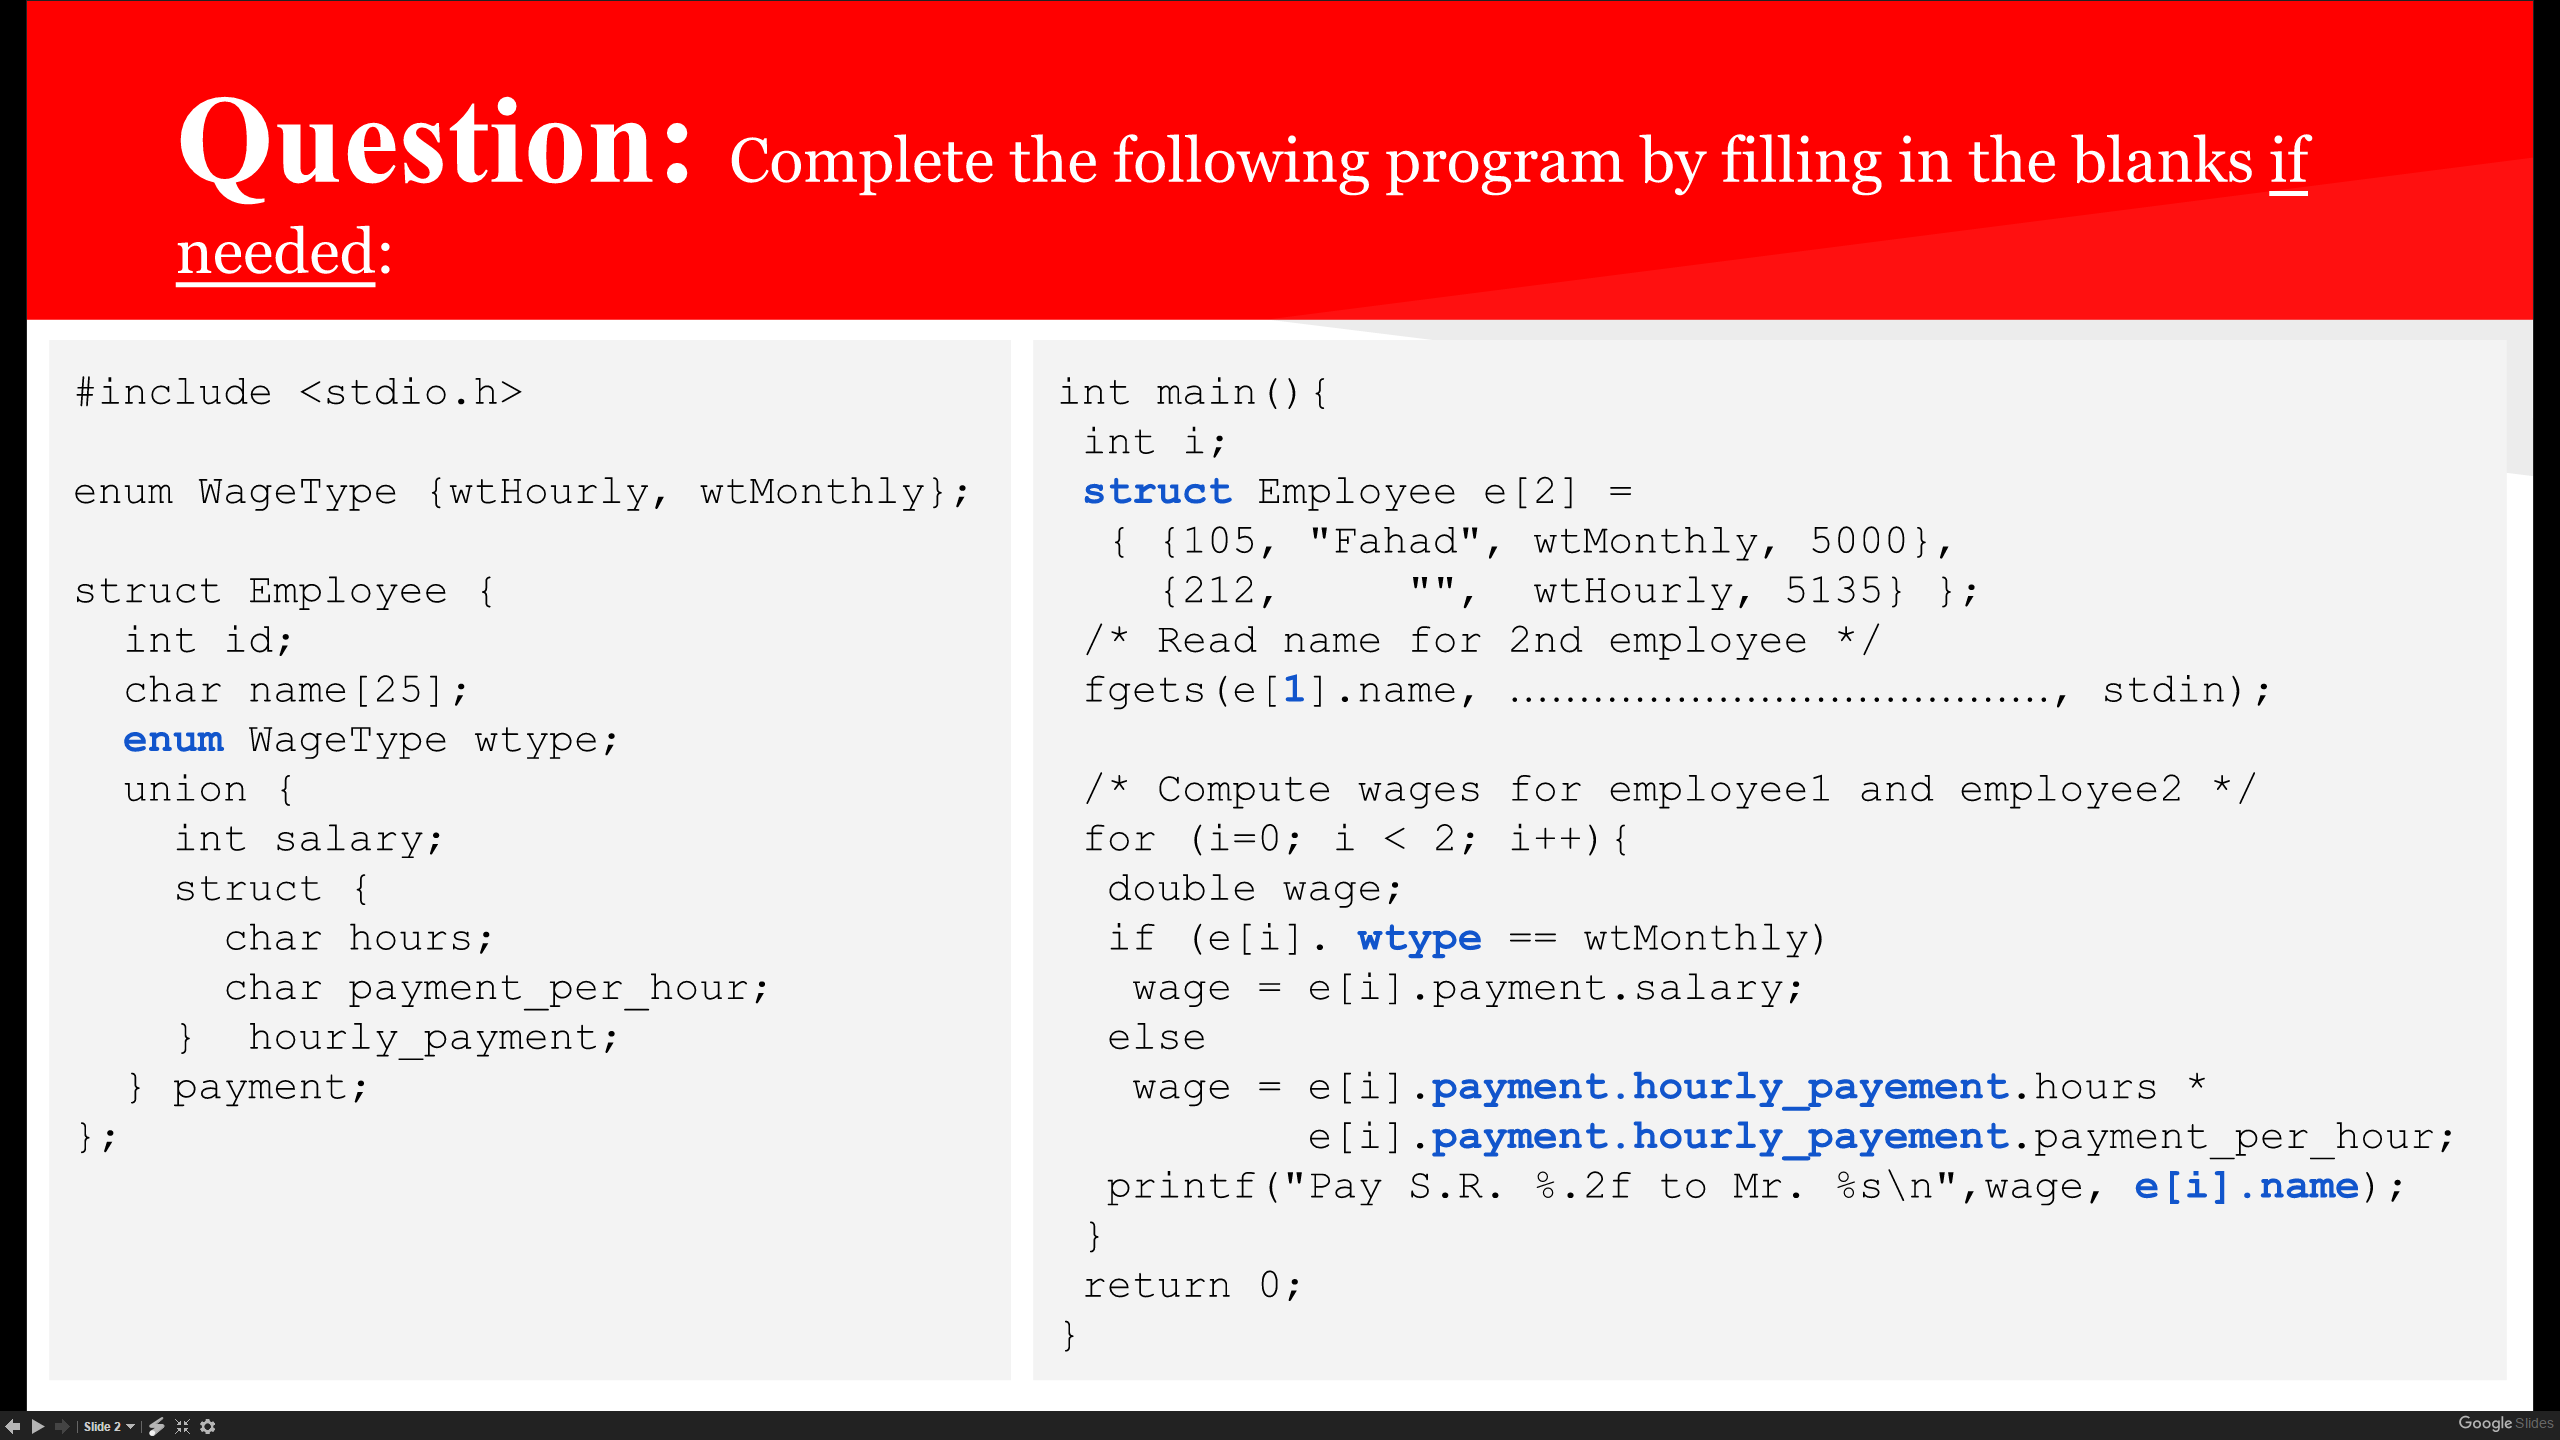 Question: Complete the following program by filling in the blanks if
needed:
#include <stdio.h>
enum WageType {wtHourly, wtMonthly};
struct Employee {
int id;
char name[25];
enum WageType wtype;
union {
int salary;
struct {
char hours;
char payment_per_hour;
} hourly_payment;
} payment;
};
int main(){
int i;
struct Employee e[2] =
{ {105, "Fahad", wtMonthly, 5000},
{212, "", wtHourly, 5135} };
/* Read name for 2nd employee */
fgets(e[1].name, ......................................., stdin);
/* Compute wages for employee1 and employee2 */
for (i=0; i < 2; i++){
double wage;
if (e[i]. wtype == wtMonthly)
wage = e[i].payment.salary;
else
wage = e[i].payment.hourly_payement.hours *
e[i].payment.hourly_payement.payment_per_hour;
printf("Pay S.R. %.2f to Mr. %s\n",wage, e[i].name);
}
return 0;
}
Slide 2
Google Slides